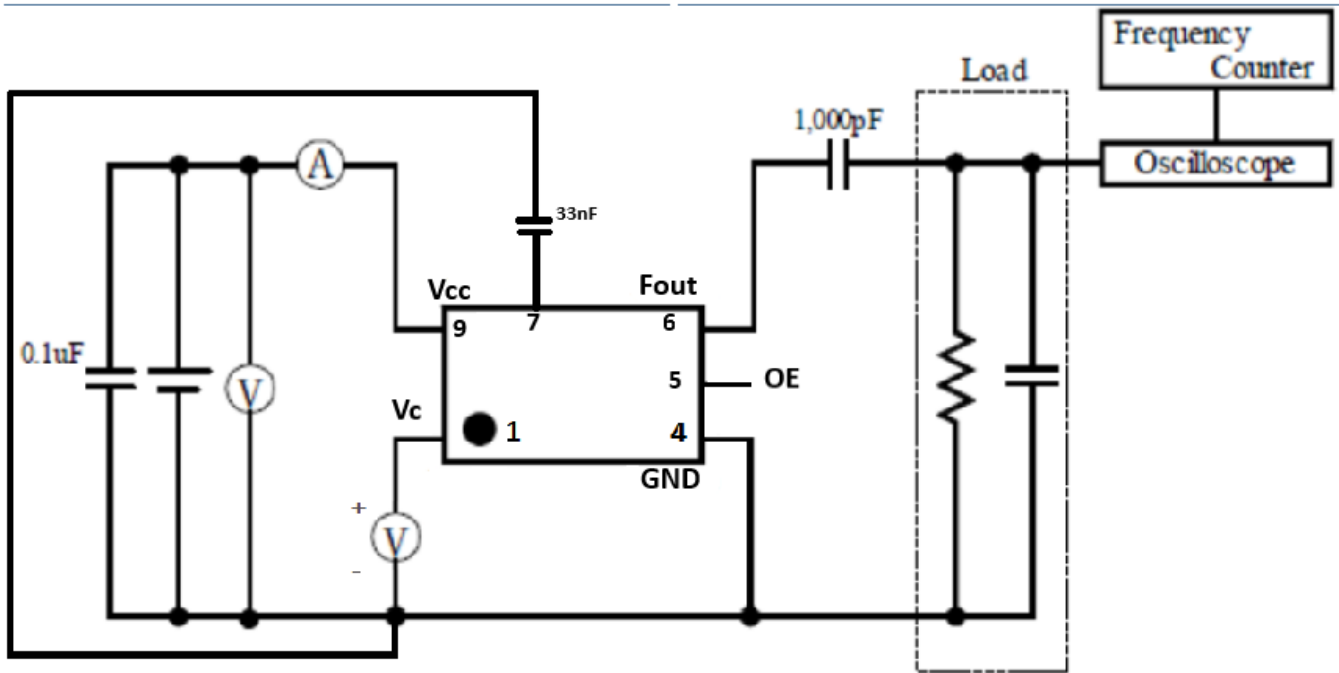 Frequency
Counter
Load
1,000pF
Oscilloscope
A
33nF
Vcc
Fout
9
7
6
0.1uF
V
5
OE
Vc
1
4
GND
+
V
-